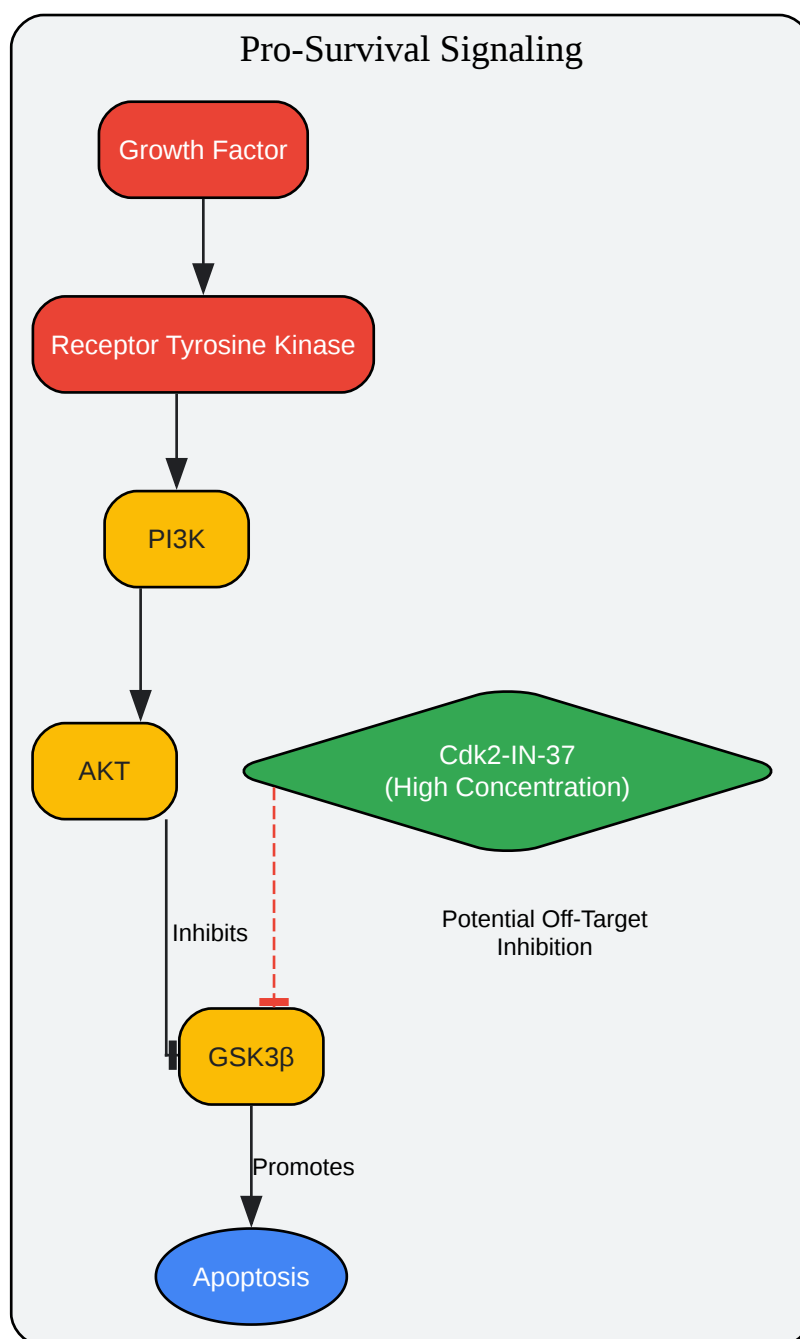 Pro-Survival Signaling
Growth Factor
Receptor Tyrosine Kinase
PI3K
AKT
Cdk2-IN-37
(High Concentration)
Inhibits
Potential Off-Target
Inhibition
GSK3β
Promotes
Apoptosis